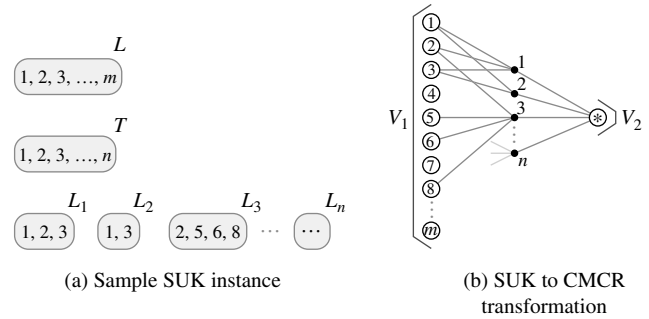 L
1, 2, 3, …, m
T
1, 2, 3, …, n
L₁
1, 2, 3
L₂
1, 3
L₃
2, 5, 6, 8
…
Lₙ
…
(a) Sample SUK instance
V₁
1
2
3
4
5
6
7
8
m
1
2
3
n
*
V₂
(b) SUK to CMCR
transformation